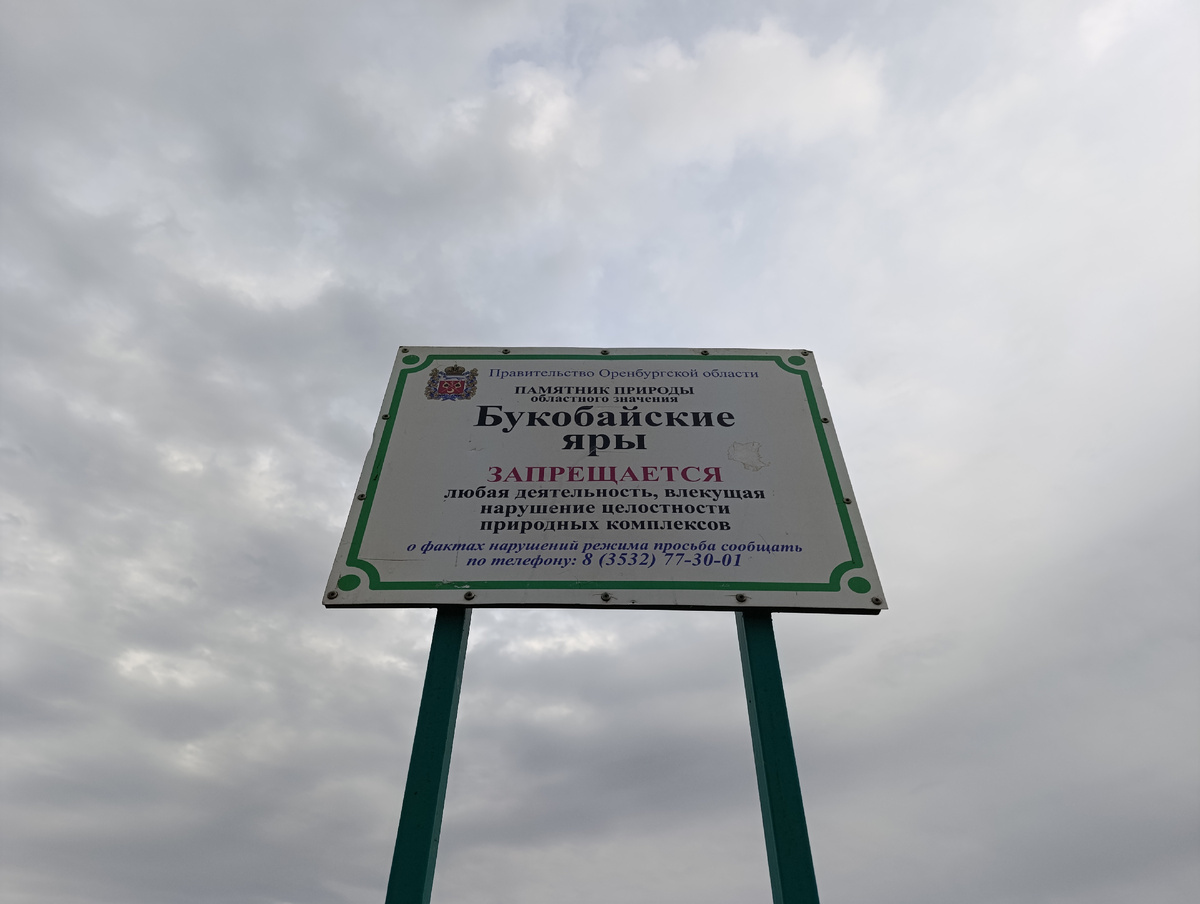 Правительство Оренбургской области
ПАМЯТНИК ПРИРОДЫ
областного значения
Букобайские
яры
ЗАПРЕЩАЕТСЯ
любая деятельность, влекущая
нарушение целостности
природных комплексов
о фактах нарушений режима просьба сообщать
по телефону: 8 (3532) 77-30-01